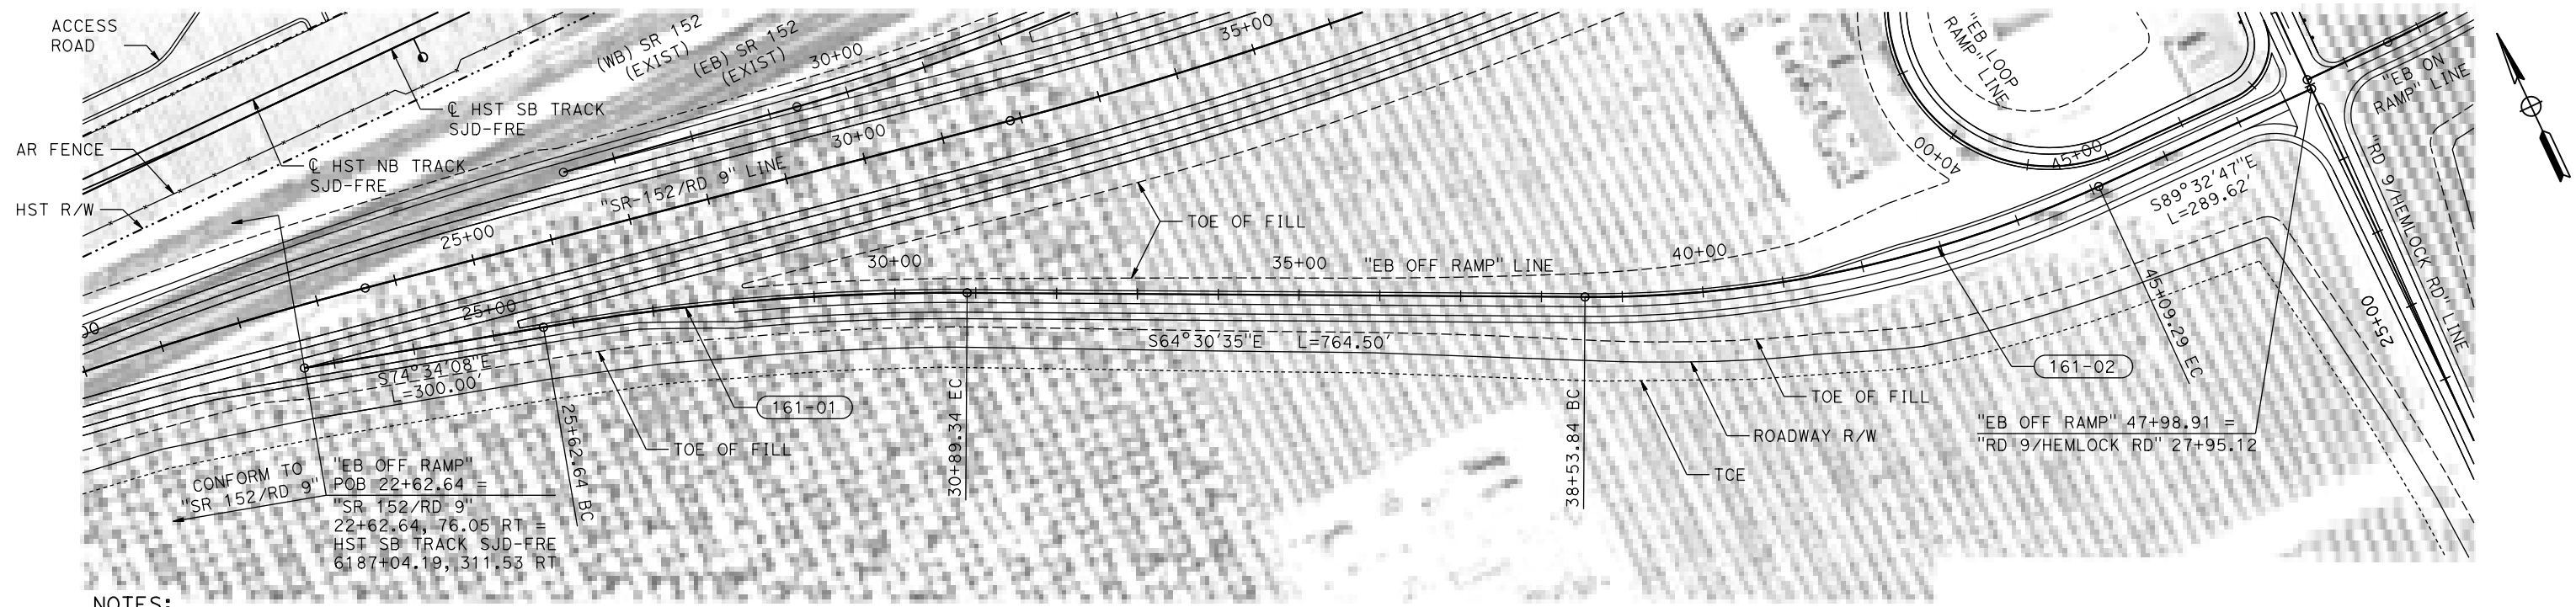 ACCESS
ROAD
AR FENCE
HST R/W
℄ HST SB TRACK
SJD-FRE
℄ HST NB TRACK
SJD-FRE
(WB) SR 152
(EXIST)
(EB) SR 152
(EXIST)
30+00
35+00
30+00
"SR-152/RD 9" LINE
25+00
25+00
TOE OF FILL
30+00
35+00
"EB OFF RAMP" LINE
40+00
"EB LOOP
RAMP" LINE
40+00
45+00
"EB ON
RAMP" LINE
"RD 9/HEMLOCK RD" LINE
S89°32'47"E
L=289.62'
45+09.29 EC
25+00
S74°34'08"E
L=300.00'
S64°30'35"E L=764.50'
161-01
161-02
25+62.64 BC
30+89.34 EC
38+53.84 BC
TOE OF FILL
TOE OF FILL
ROADWAY R/W
TCE
"EB OFF RAMP" 47+98.91 =
"RD 9/HEMLOCK RD" 27+95.12
CONFORM TO
"SR 152/RD 9"
"EB OFF RAMP"
POB 22+62.64 =
"SR 152/RD 9"
22+62.64, 76.05 RT =
HST SB TRACK SJD-FRE
6187+04.19, 311.53 RT
NOTES: